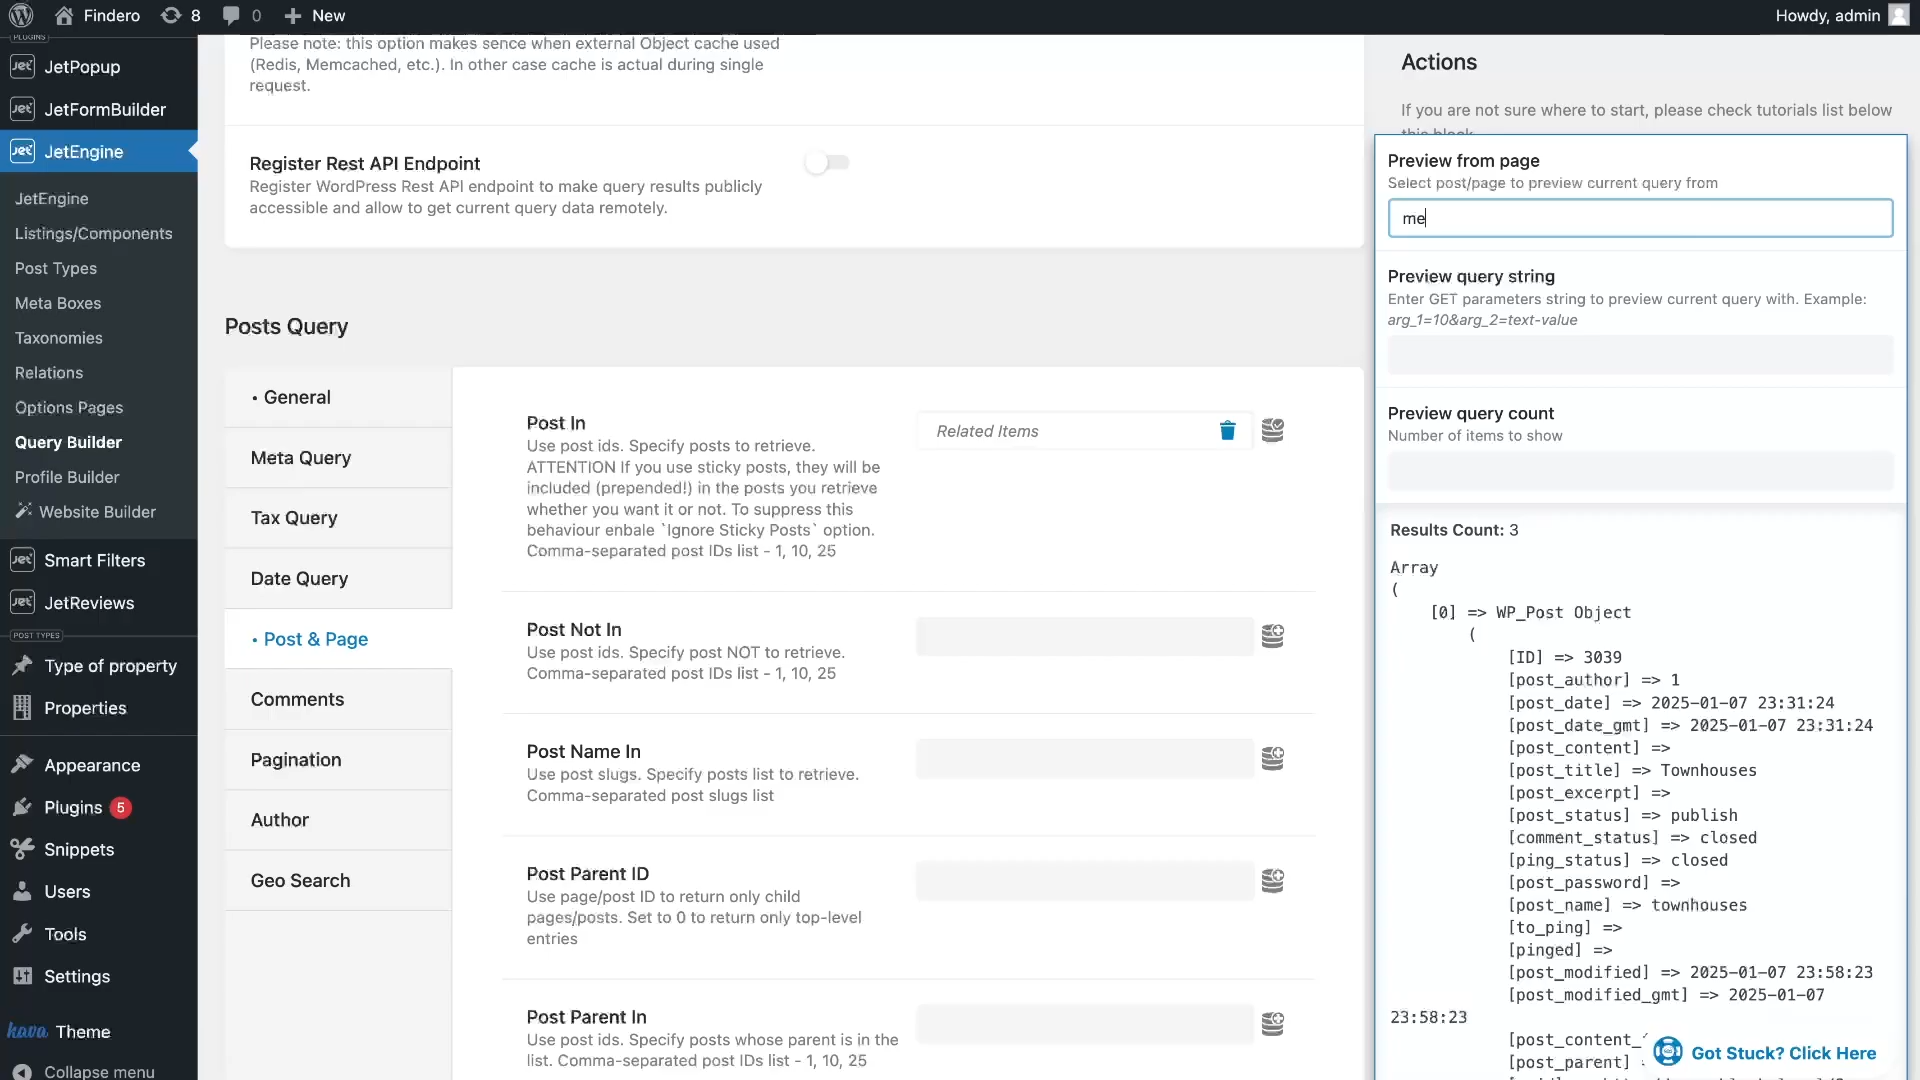 Findero
8
0
New
Howdy, admin
PLUGINS
JetPopup
JetFormBuilder
JetEngine
JetEngine
Listings/Components
Post Types
Meta Boxes
Taxonomies
Relations
Options Pages
Query Builder
Profile Builder
Website Builder
Smart Filters
JetReviews
POST TYPES
Type of property
Properties
Appearance
Plugins 5
Snippets
Users
Tools
Settings
kava Theme
Collapse menu
Please note: this option makes sence when external Object cache used
(Redis, Memcached, etc.). In other case cache is actual during single
request.
Register Rest API Endpoint
Register WordPress Rest API endpoint to make query results publicly
accessible and allow to get current query data remotely.
Posts Query
• General
Meta Query
Tax Query
Date Query
• Post & Page
Comments
Pagination
Author
Geo Search
Post In
Use post ids. Specify posts to retrieve.
ATTENTION If you use sticky posts, they will be
included (prepended!) in the posts you retrieve
whether you want it or not. To suppress this
behaviour enbale `Ignore Sticky Posts` option.
Comma-separated post IDs list - 1, 10, 25
Related Items
Post Not In
Use post ids. Specify post NOT to retrieve.
Comma-separated post IDs list - 1, 10, 25
Post Name In
Use post slugs. Specify posts list to retrieve.
Comma-separated post slugs list
Post Parent ID
Use page/post ID to return only child
pages/posts. Set to 0 to return only top-level
entries
Post Parent In
Use post ids. Specify posts whose parent is in the
list. Comma-separated post IDs list - 1, 10, 25
Actions
If you are not sure where to start, please check tutorials list below
this block
Preview from page
Select post/page to preview current query from
me
Preview query string
Enter GET parameters string to preview current query with. Example:
arg_1=10&arg_2=text-value
Preview query count
Number of items to show
Results Count: 3
Array
(
[0] => WP_Post Object
(
[ID] => 3039
[post_author] => 1
[post_date] => 2025-01-07 23:31:24
[post_date_gmt] => 2025-01-07 23:31:24
[post_content] =>
[post_title] => Townhouses
[post_excerpt] =>
[post_status] => publish
[comment_status] => closed
[ping_status] => closed
[post_password] =>
[post_name] => townhouses
[to_ping] =>
[pinged] =>
[post_modified] => 2025-01-07 23:58:23
[post_modified_gmt] => 2025-01-07
23:58:23
[post_content_
[post_parent]
Got Stuck? Click Here